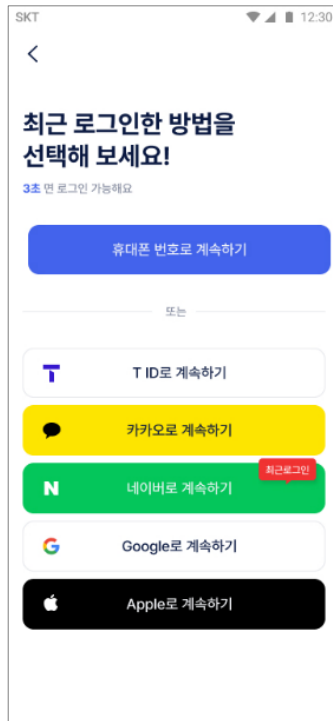 SKT 12:30
최근 로그인한 방법을
선택해 보세요!
3초 면 로그인 가능해요
휴대폰 번호로 계속하기
또는
T ID로 계속하기
카카오로 계속하기
최근로그인
N 네이버로 계속하기
G Google로 계속하기
Apple로 계속하기